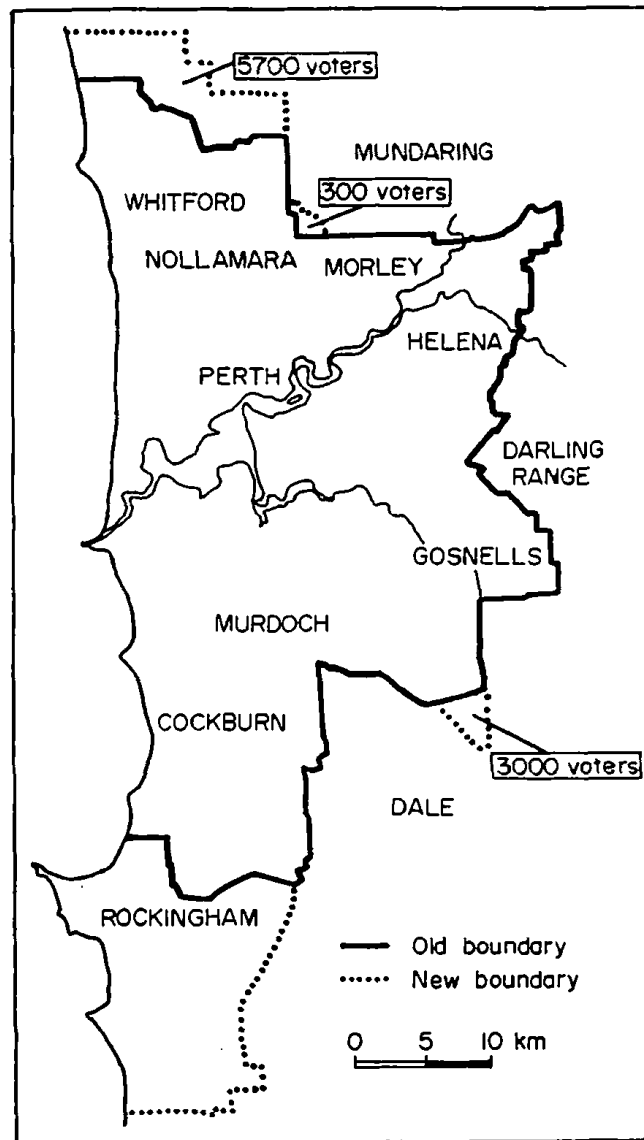 5700 voters
MUNDARING
300 voters
WHITFORD
NOLLAMARA
MORLEY
HELENA
PERTH
DARLING
RANGE
GOSNELLS
MURDOCH
COCKBURN
3000 voters
DALE
ROCKINGHAM
Old boundary
New boundary
0 5 10 km